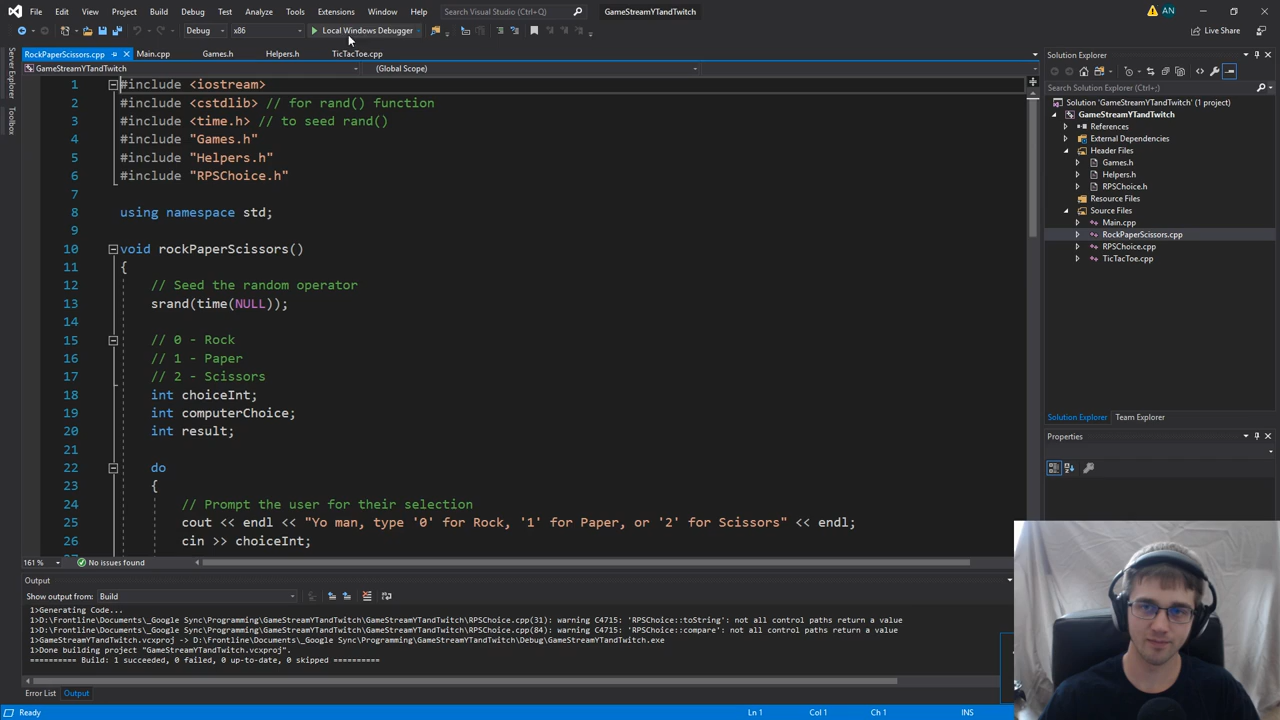 File Edit View Project Build Debug Test Analyze Tools Extensions Window Help Search Visual Studio (Ctrl+Q) GameStreamYTandTwitch AN
Debug x86 Local Windows Debugger Live Share
Server Explorer
Toolbox
RockPaperScissors.cpp Main.cpp Games.h Helpers.h TicTacToe.cpp
GameStreamYTandTwitch (Global Scope)
1 #include <iostream>
2 #include <cstdlib> // for rand() function
3 #include <time.h> // to seed rand()
4 #include "Games.h"
5 #include "Helpers.h"
6 #include "RPSChoice.h"
7
8 using namespace std;
9
10 void rockPaperScissors()
11 {
12 // Seed the random operator
13 srand(time(NULL));
14
15 // 0 - Rock
16 // 1 - Paper
17 // 2 - Scissors
18 int choiceInt;
19 int computerChoice;
20 int result;
21
22 do
23 {
24 // Prompt the user for their selection
25 cout << endl << "Yo man, type '0' for Rock, '1' for Paper, or '2' for Scissors" << endl;
26 cin >> choiceInt;
161 % No issues found
Output
Show output from: Build
1>Generating Code...
1>D:\Frontline\Documents\_Google Sync\Programming\GameStreamYTandTwitch\GameStreamYTandTwitch\RPSChoice.cpp(31): warning C4715: 'RPSChoice::toString': not all control paths return a value
1>D:\Frontline\Documents\_Google Sync\Programming\GameStreamYTandTwitch\GameStreamYTandTwitch\RPSChoice.cpp(84): warning C4715: 'RPSChoice::compare': not all control paths return a value
1>GameStreamYTandTwitch.vcxproj -> D:\Frontline\Documents\_Google Sync\Programming\GameStreamYTandTwitch\Debug\GameStreamYTandTwitch.exe
1>Done building project "GameStreamYTandTwitch.vcxproj".
========== Build: 1 succeeded, 0 failed, 0 up-to-date, 0 skipped ==========
Error List Output
Ready Ln 1 Col 1 Ch 1 INS
Solution Explorer
Search Solution Explorer (Ctrl+;)
Solution 'GameStreamYTandTwitch' (1 project)
GameStreamYTandTwitch
References
External Dependencies
Header Files
Games.h
Helpers.h
RPSChoice.h
Resource Files
Source Files
Main.cpp
RockPaperScissors.cpp
RPSChoice.cpp
TicTacToe.cpp
Solution Explorer Team Explorer
Properties